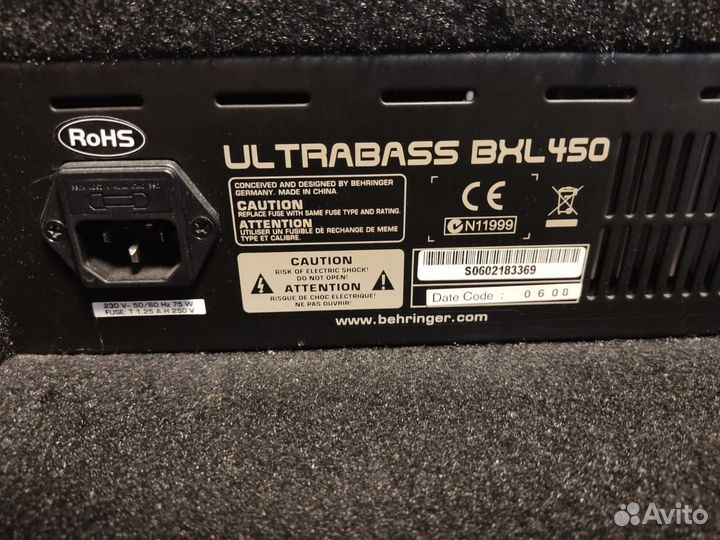 RoHS
ULTRABASS BXL450
CONCEIVED AND DESIGNED BY BEHRINGER
GERMANY. MADE IN CHINA.
CAUTION
REPLACE FUSE WITH SAME FUSE TYPE AND RATING.
ATTENTION
UTILISER UN FUSIBLE DE RECHANGE DE MEME
TYPE ET CALIBRE.
CE
N11999
CAUTION
RISK OF ELECTRIC SHOCK!
DO NOT OPEN!
ATTENTION
RISQUE DE CHOC ELECTRIQUE!
NE PAS OUVRIR!
S0602183369
Date Code : 0608
230 V~ 50/60 Hz 75 W
FUSE: T 1.25 A H 250 V
www.behringer.com
Avito